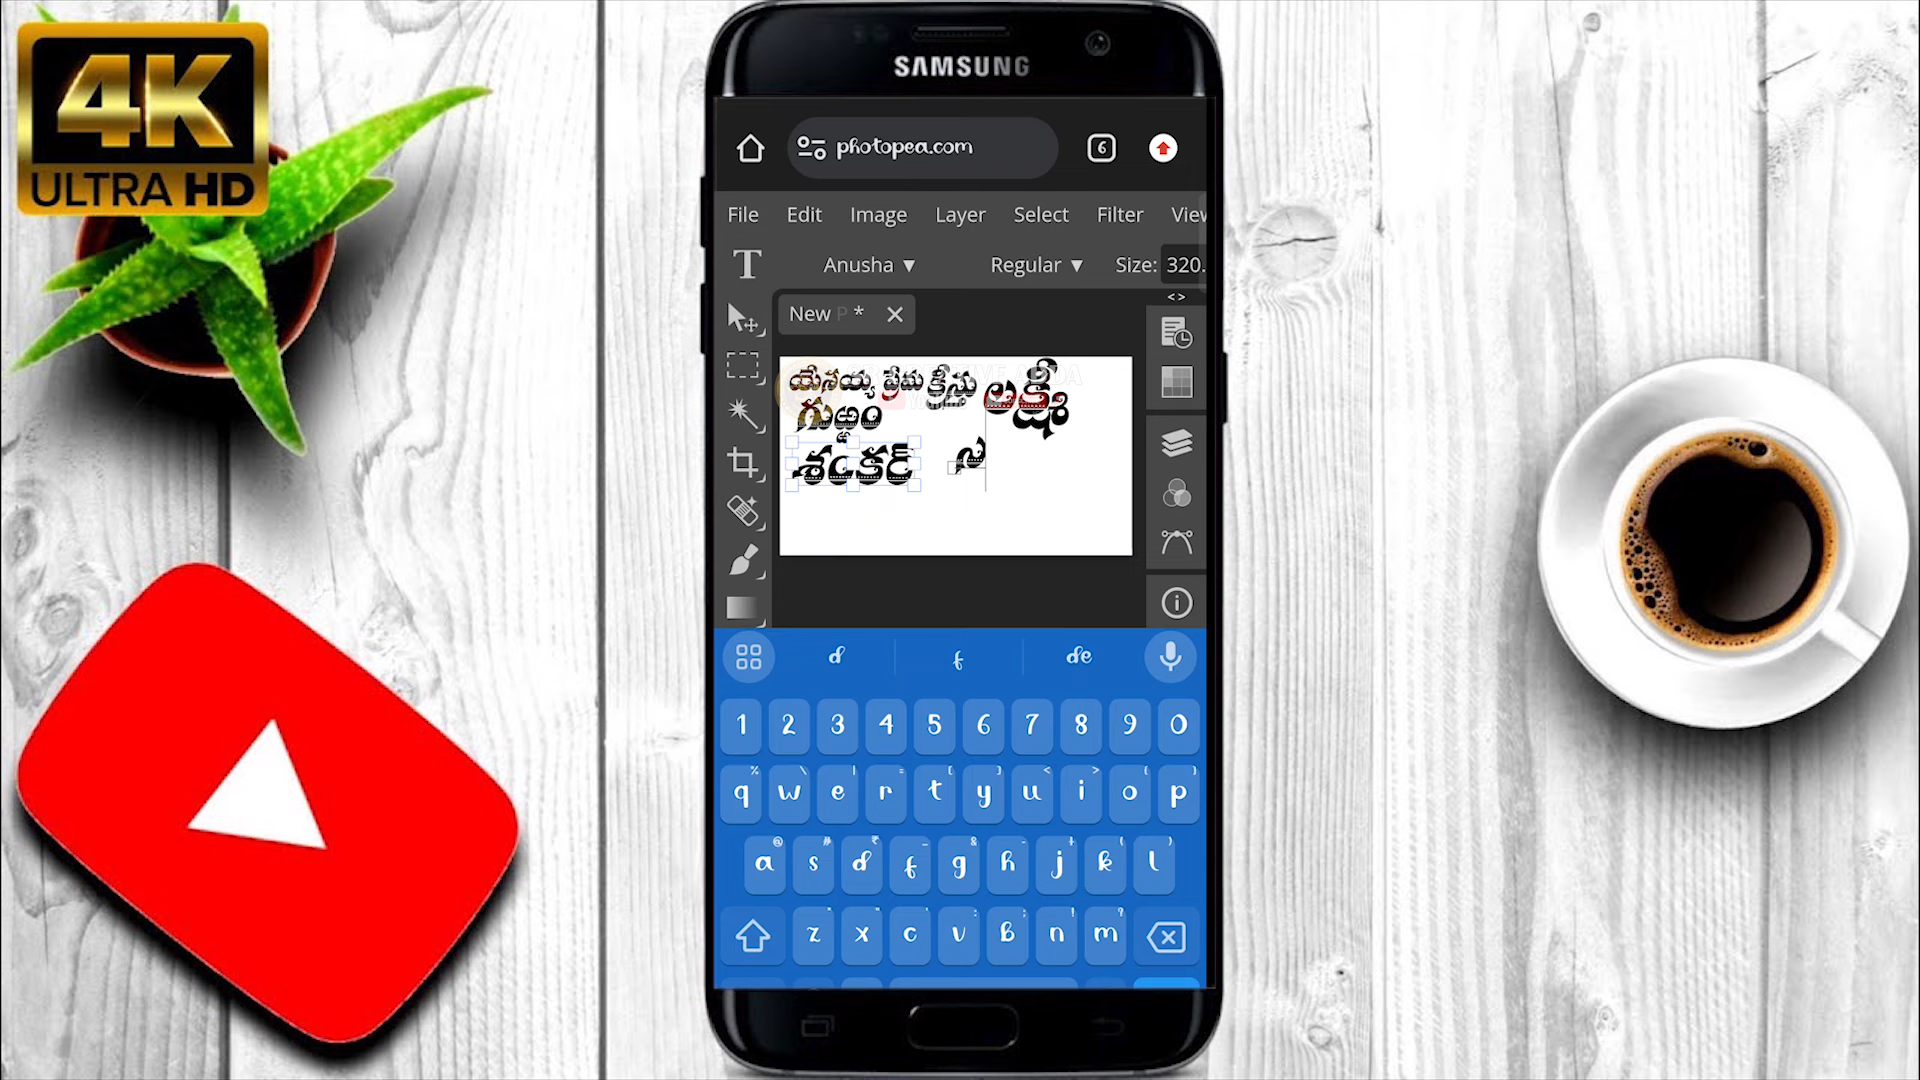 4K
ULTRA HD
SAMSUNG
photopea.com
6
File Edit Image Layer Select Filter View
T Anusha ▼ Regular ▼ Size: 320.
New P * ✕
లక్ష్మీ
గుఱ్ఱం
శంకర్
d f de
1 2 3 4 5 6 7 8 9 0
q w e r t y u i o p
a s d f g h j k l
z x c v b n m